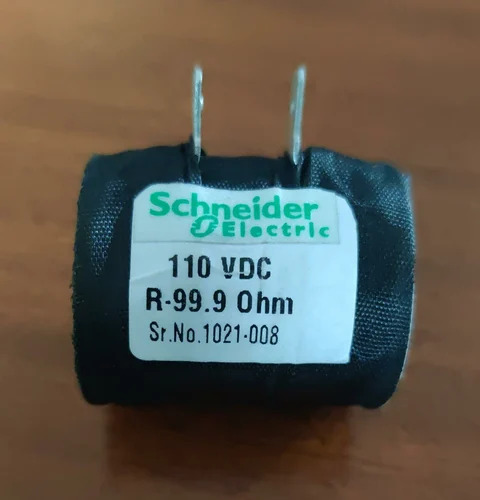 Schneider
Electric
110 VDC
R-99.9 Ohm
Sr.No.1021-008